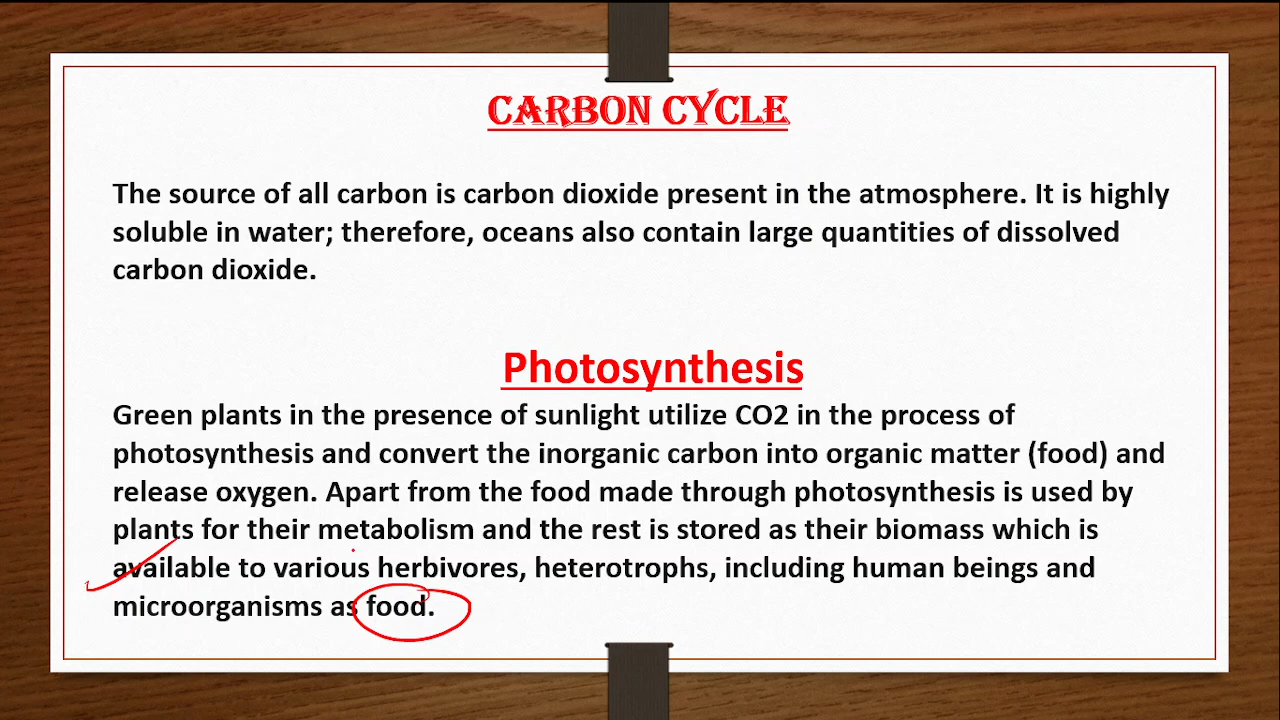 CARBON CYCLE
The source of all carbon is carbon dioxide present in the atmosphere. It is highly
soluble in water; therefore, oceans also contain large quantities of dissolved
carbon dioxide.
Photosynthesis
Green plants in the presence of sunlight utilize CO2 in the process of
photosynthesis and convert the inorganic carbon into organic matter (food) and
release oxygen. Apart from the food made through photosynthesis is used by
plants for their metabolism and the rest is stored as their biomass which is
available to various herbivores, heterotrophs, including human beings and
microorganisms as food.